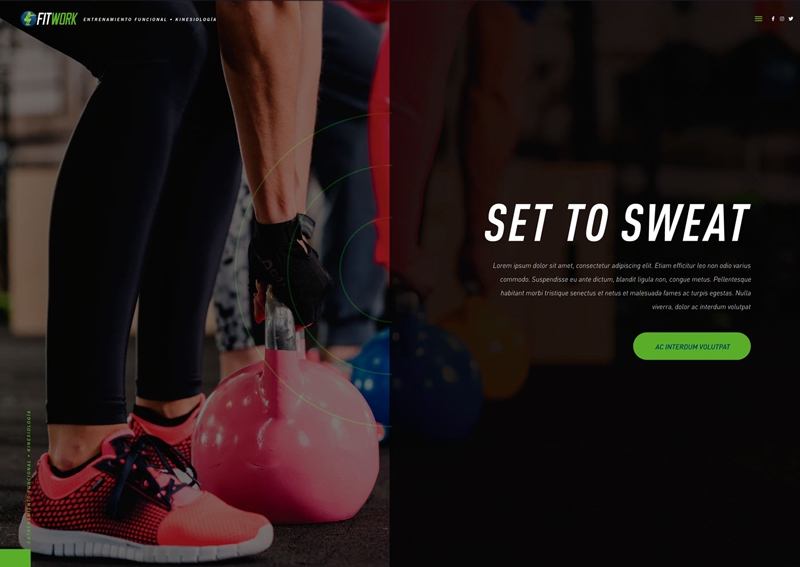 FITWORK ENTRENAMIENTO FUNCIONAL • KINESIOLOGÍA
SET TO SWEAT
Lorem ipsum dolor sit amet, consectetur adipiscing elit. Etiam efficitur leo non odio varius
commodo. Suspendisse eu ante dictum, blandit ligula non, congue metus. Pellentesque
habitant morbi tristique senectus et netus et malesuada fames ac turpis egestas. Nulla
viverra, dolor ac interdum volutpat
AC INTERDUM VOLUTPAT
ENTRENAMIENTO FUNCIONAL • KINESIOLOGÍA